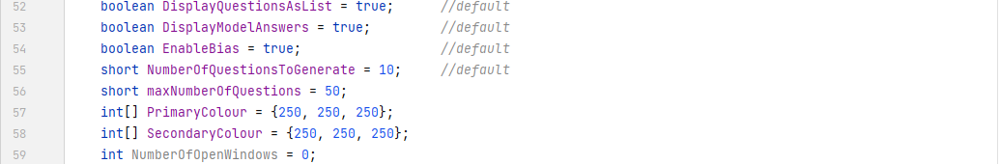 52 boolean DisplayQuestionsAsList = true; //default
53 boolean DisplayModelAnswers = true; //default
54 boolean EnableBias = true; //default
55 short NumberOfQuestionsToGenerate = 10; //default
56 short maxNumberOfQuestions = 50;
57 int[] PrimaryColour = {250, 250, 250};
58 int[] SecondaryColour = {250, 250, 250};
59 int NumberOfOpenWindows = 0;